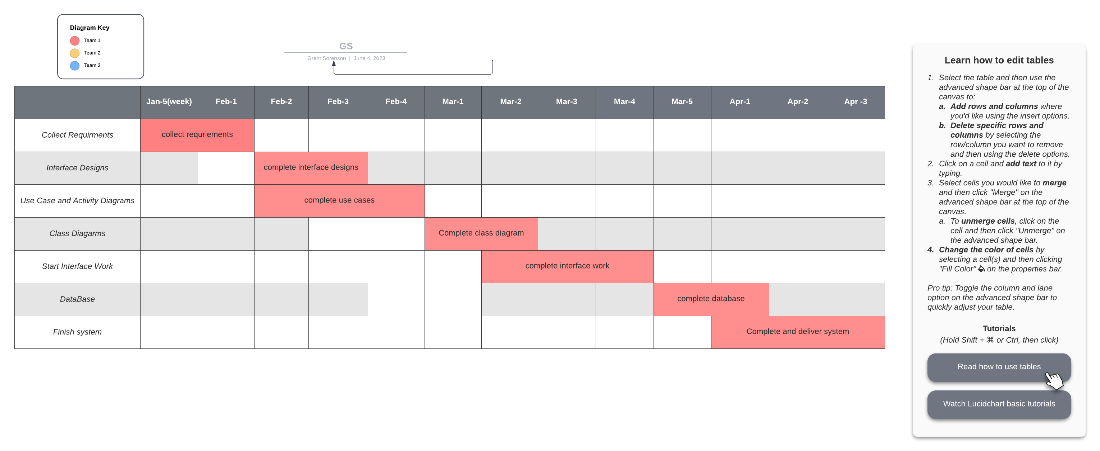 Diagram Key
Team 1
Team 2
Team 3
GS
Grant Sorenson | June 4, 2023
Jan-5(week) Feb-1 Feb-2 Feb-3 Feb-4 Mar-1 Mar-2 Mar-3 Mar-4 Mar-5 Apr-1 Apr-2 Apr -3
Collect Requirments collect requriements
Interface Designs complete interface designs
Use Case and Activity Diagrams complete use cases
Class Diagarms Complete class diagram
Start Interface Work complete interface work
DataBase complete database
Finish system Complete and deliver system
Learn how to edit tables
1. Select the table and then use the
advanced shape bar at the top of the
canvas to:
a. Add rows and columns where
you'd like using the insert options.
b. Delete specific rows and
columns by selecting the
row/column you want to remove
and then using the delete options.
2. Click on a cell and add text to it by
typing.
3. Select cells you would like to merge
and then click "Merge" on the
advanced shape bar at the top of the
canvas.
a. To unmerge cells, click on the
cell and then click "Unmerge" on
the advanced shape bar.
4. Change the color of cells by
selecting a cell(s) and then clicking
"Fill Color" on the properties bar.
Pro tip: Toggle the column and lane
option on the advanced shape bar to
quickly adjust your table.
Tutorials
(Hold Shift + ⌘ or Ctrl, then click)
Read how to use tables
Watch Lucidchart basic tutorials